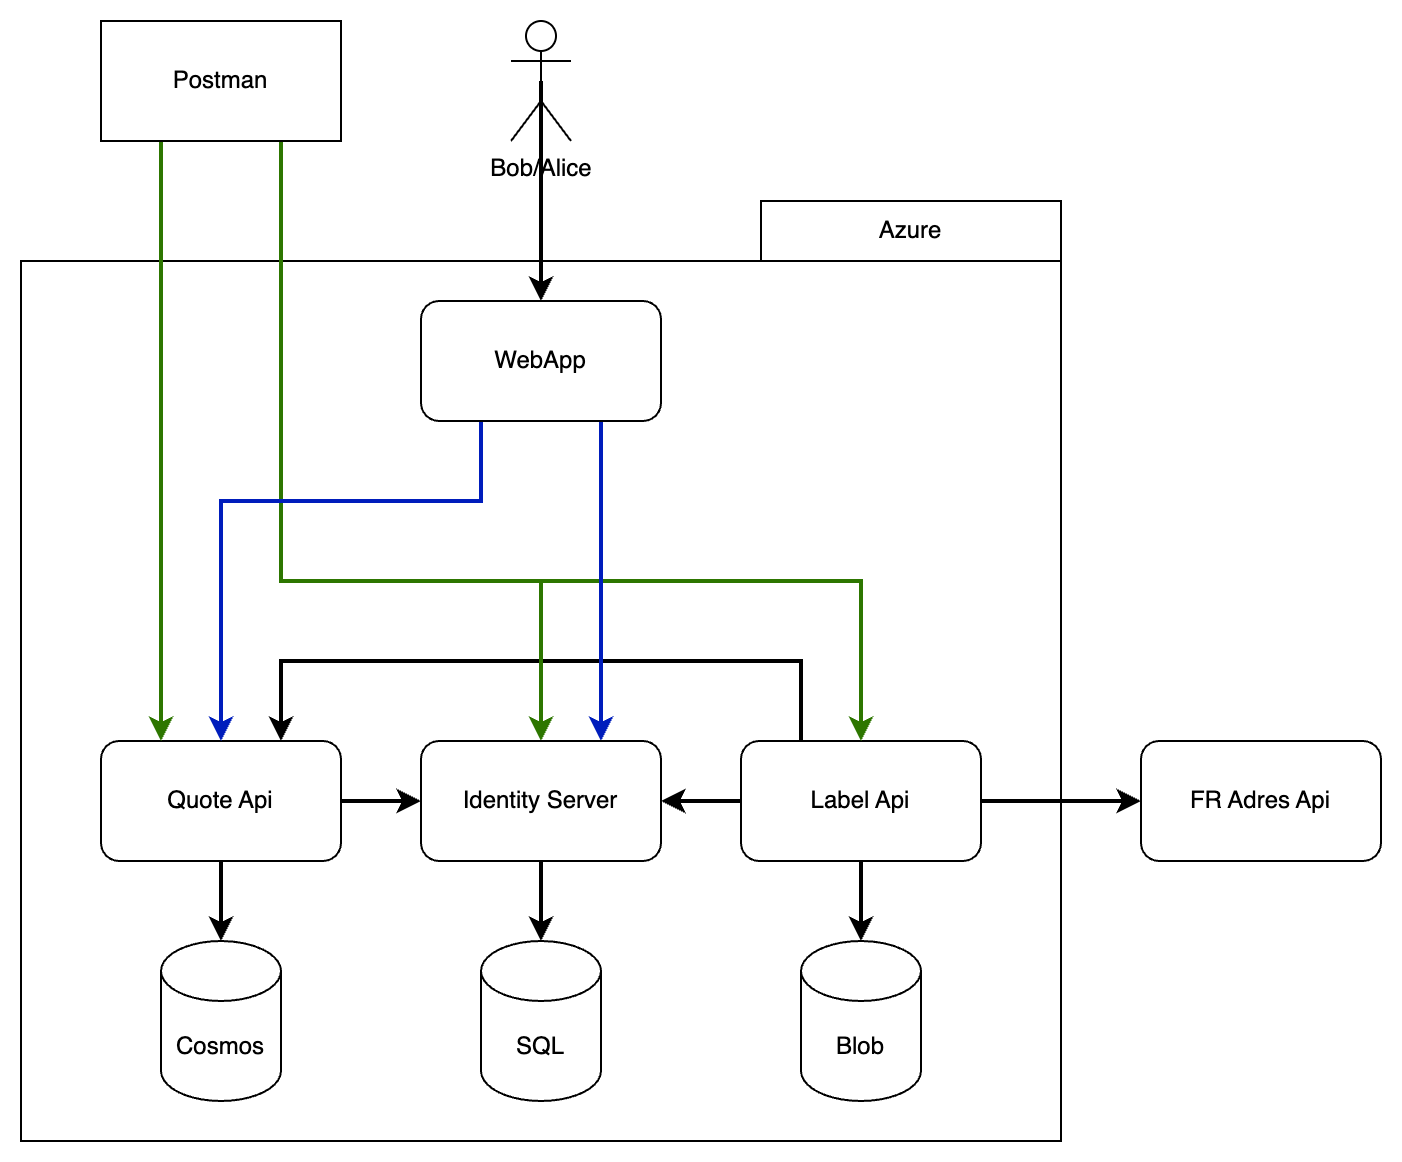 Postman
Bob/Alice
Azure
WebApp
Quote Api
Identity Server
Label Api
FR Adres Api
Cosmos
SQL
Blob